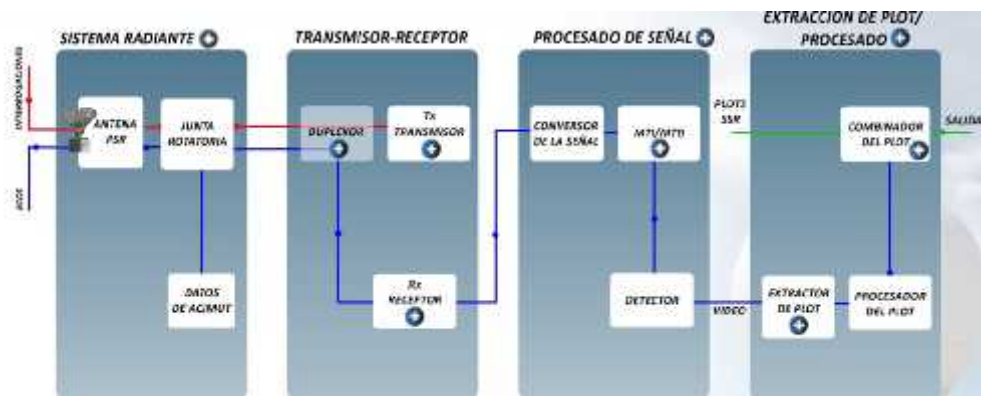 SISTEMA RADIANTE
TRANSMISOR-RECEPTOR
PROCESADO DE SEÑAL
EXTRACCION DE PLOT/
PROCESADO
INTERROGACIONES
ECOS
ANTENA
PSR
JUNTA
ROTATORIA
DATOS
DE ACIMUT
DUPLEXOR
Tx
TRANSMISOR
Rx
RECEPTOR
CONVERSOR
DE LA SEÑAL
MTI/MTD
DETECTOR
PLOTS
SSR
VIDEO
COMBINADOR
DEL PLOT
SALIDA
EXTRACTOR
DE PLOT
PROCESADOR
DEL PLOT